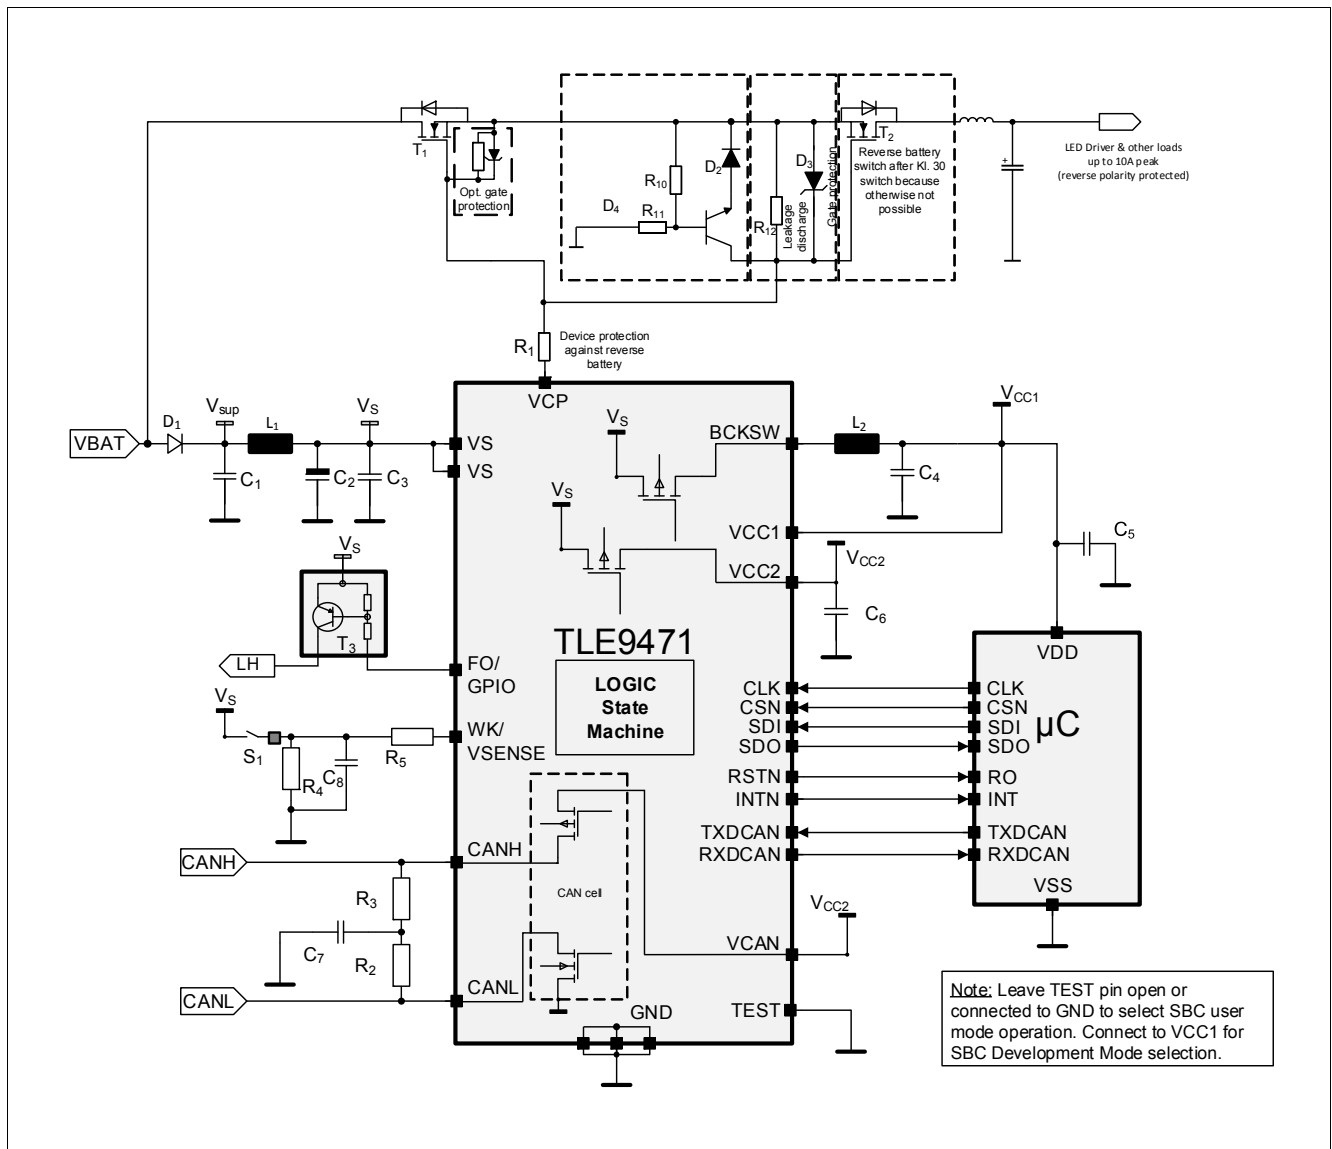 T1
Opt. gate
protection
D4
R10
R11
D2
R12
Leakage
discharge
D3
Gate protection
T2
Reverse battery
switch after Kl. 30
switch because
otherwise not
possible
+
LED Driver & other loads
up to 10A peak
(reverse polarity protected)
R1
Device protection
against reverse
battery
VCP
VBAT
D1
Vsup
L1
VS
C1
C2
C3
VS
VS
VS
VS
BCKSW
L2
VCC1
C4
VCC1
VCC2
VCC2
C5
C6
VS
T3
LH
FO/
GPIO
TLE9471
LOGIC
State
Machine
VS
S1
R4
C8
R5
WK/
VSENSE
CLK
CSN
SDI
SDO
RSTN
INTN
TXDCAN
RXDCAN
VDD
µC
CLK
CSN
SDI
SDO
RO
INT
TXDCAN
RXDCAN
VSS
CANH
R3
C7
R2
CANL
CANH
CANL
CAN cell
VCC2
VCAN
TEST
GND
Note: Leave TEST pin open or
connected to GND to select SBC user
mode operation. Connect to VCC1 for
SBC Development Mode selection.